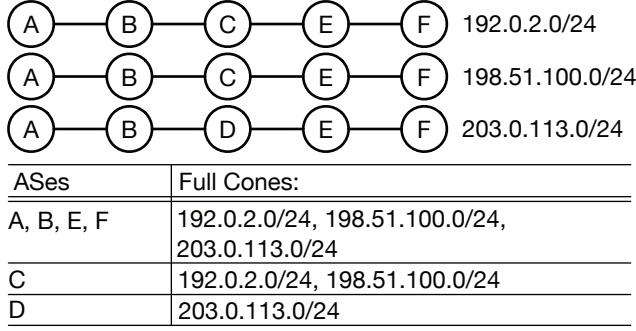 A B C E F 192.0.2.0/24
A B C E F 198.51.100.0/24
A B D E F 203.0.113.0/24
ASes Full Cones:
A, B, E, F 192.0.2.0/24, 198.51.100.0/24,
203.0.113.0/24
C 192.0.2.0/24, 198.51.100.0/24
D 203.0.113.0/24